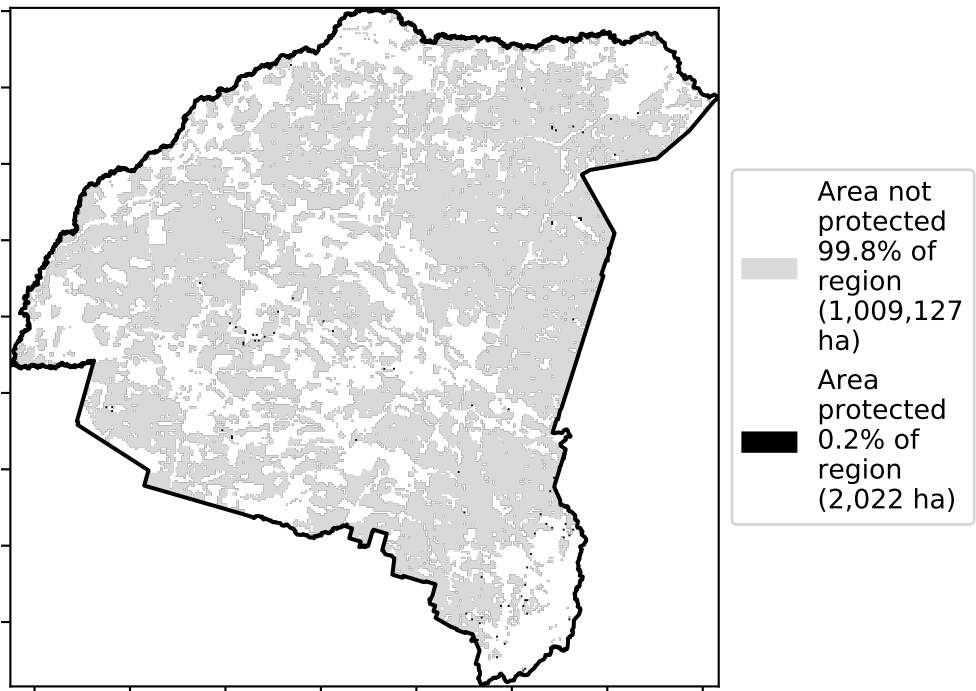 Area not
protected
99.8% of
region
(1,009,127
ha)
Area
protected
0.2% of
region
(2,022 ha)